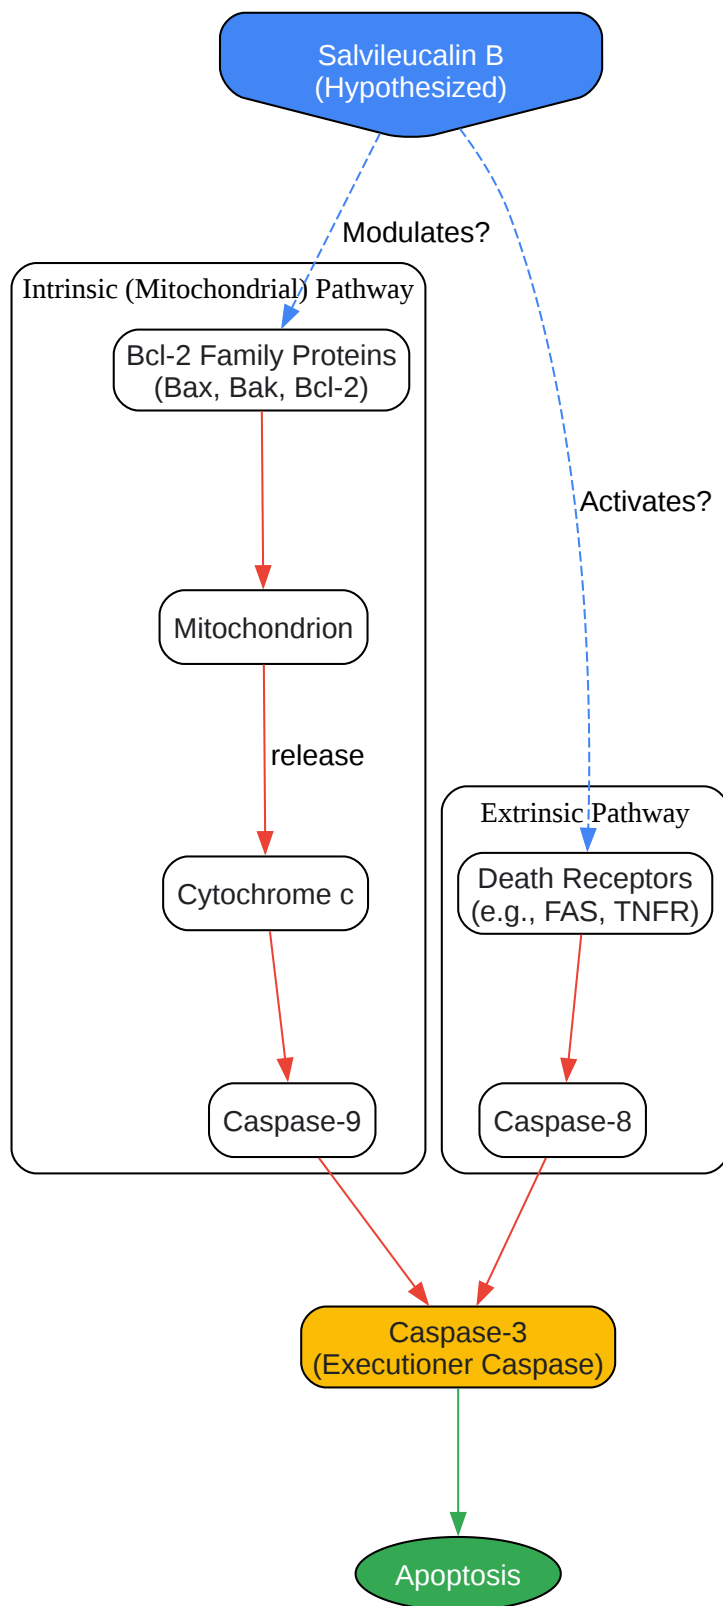 Salvileucalin B
(Hypothesized)
Modulates?
Intrinsic (Mitochondrial) Pathway
Bcl-2 Family Proteins
(Bax, Bak, Bcl-2)
Activates?
Mitochondrion
release
Extrinsic Pathway
Cytochrome c
Death Receptors
(e.g., FAS, TNFR)
Caspase-9
Caspase-8
Caspase-3
(Executioner Caspase)
Apoptosis